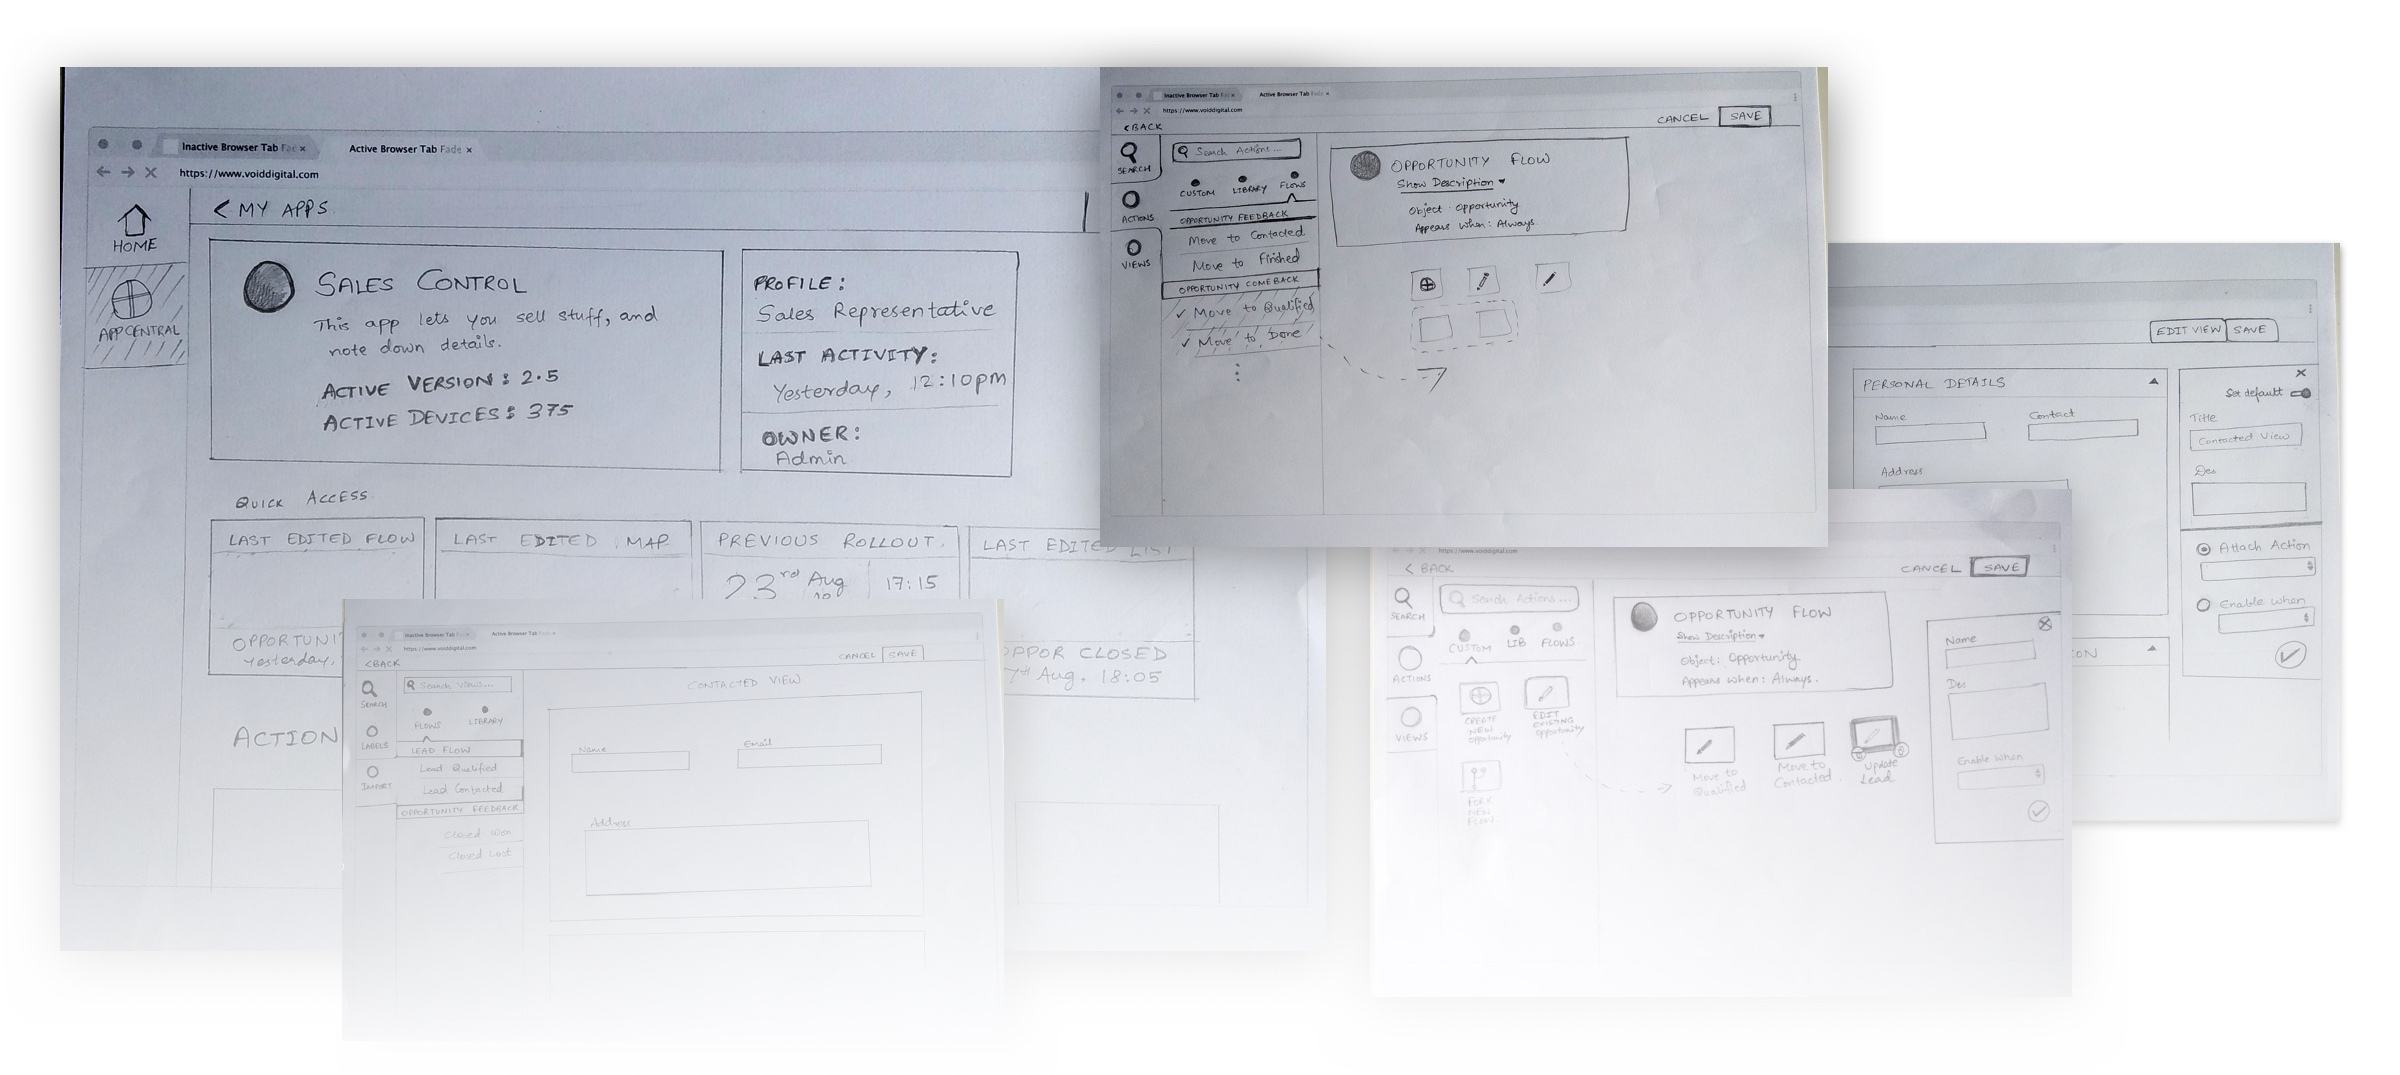 Inactive Browser Tab Fac ×
Active Browser Tab Fade ×
https://www.voiddigital.com
HOME
APP CENTRAL
< MY APPS
SALES CONTROL
This app lets you sell stuff, and
note down details.
ACTIVE VERSION: 2.5
ACTIVE DEVICES: 375
PROFILE:
Sales Representative
LAST ACTIVITY:
Yesterday, 12:10pm
OWNER:
Admin
QUICK ACCESS
LAST EDITED FLOW
LAST EDITED MAP
PREVIOUS ROLLOUT.
LAST EDITED LIST
23rd Aug
17:15
OPPORTUNI
Yesterday,
OPPOR CLOSED
7th Aug, 18:05
ACTION
Inactive Browser Tab
Active Browser Tab Fade ×
https://www.voiddigital.com
<BACK
CANCEL
SAVE
SEARCH
ACTIONS
VIEWS
Search Actions...
CUSTOM
LIBRARY
FLOWS
OPPORTUNITY FEEDBACK
Move to Contacted
Move to Finished
OPPORTUNITY COMEBACK
✓ Move to Qualified
✓ Move to Done
OPPORTUNITY FLOW
Show Description ▾
Object: Opportunity
Appears When: Always
EDIT VIEW
SAVE
PERSONAL DETAILS
Name
Contact
Address
ON
×
Set default
Title
Contacted View
Des
Attach Action
Enable when
Inactive Browser Tab
Active Browser Tab
https://www.voiddigital.com
<BACK
CANCEL
SAVE
SEARCH
LABELS
IMPORT
Search Views...
FLOWS
LIBRARY
LEAD FLOW
Lead Qualified
Lead Contacted
OPPORTUNITY FEEDBACK
Closed Won
Closed Lost
CONTACTED VIEW
Name
Email
Address
https://www.voiddigital.com
< BACK
CANCEL
SAVE
SEARCH
ACTIONS
VIEWS
Search Actions...
CUSTOM
LIB
FLOWS
CREATE
NEW
Opportunity
EDIT
EXISTING
Opportunity
FORK
NEW
FLOW
OPPORTUNITY FLOW
Show Description ▾
Object: Opportunity
Appears When: Always.
Move to
Qualified
Move to
Contacted
Update
Lead
Name
Des
Enable when